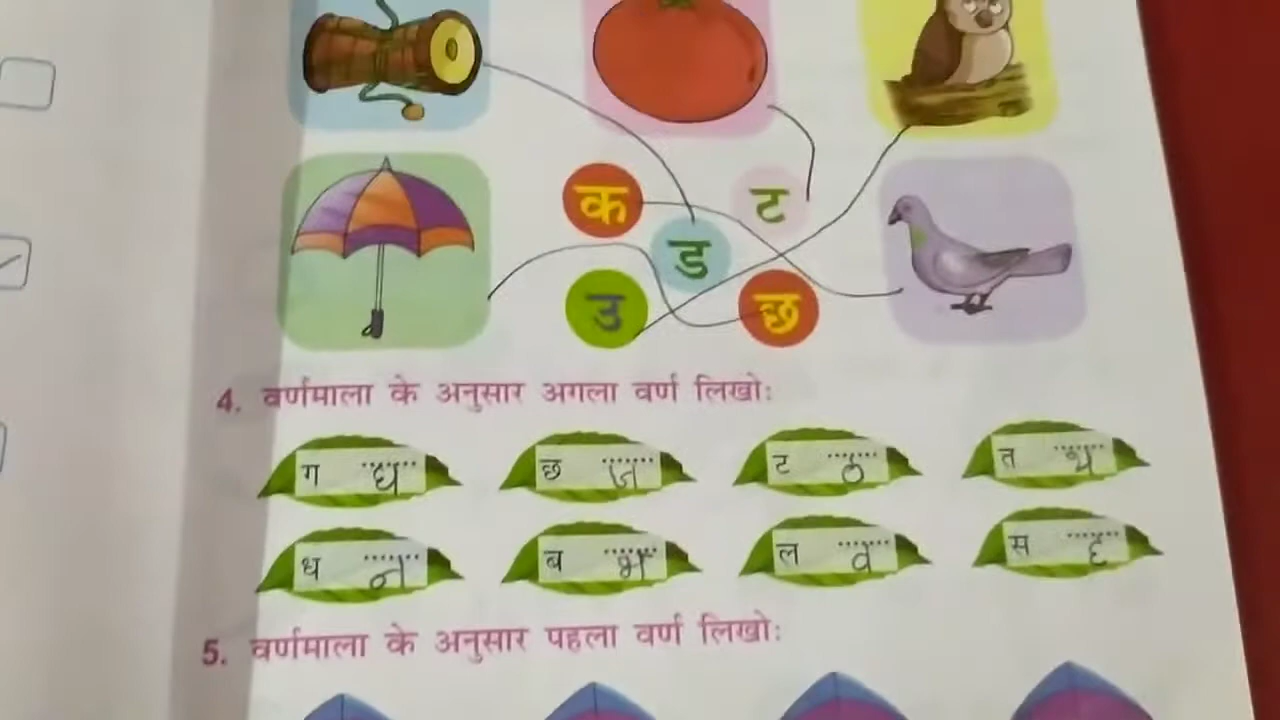 क ट
ड
उ छ
4. वर्णमाला के अनुसार अगला वर्ण लिखो:
ग घ छ ज ट ठ त थ
ध न ब भ ल व स ह
5. वर्णमाला के अनुसार पहला वर्ण लिखो: